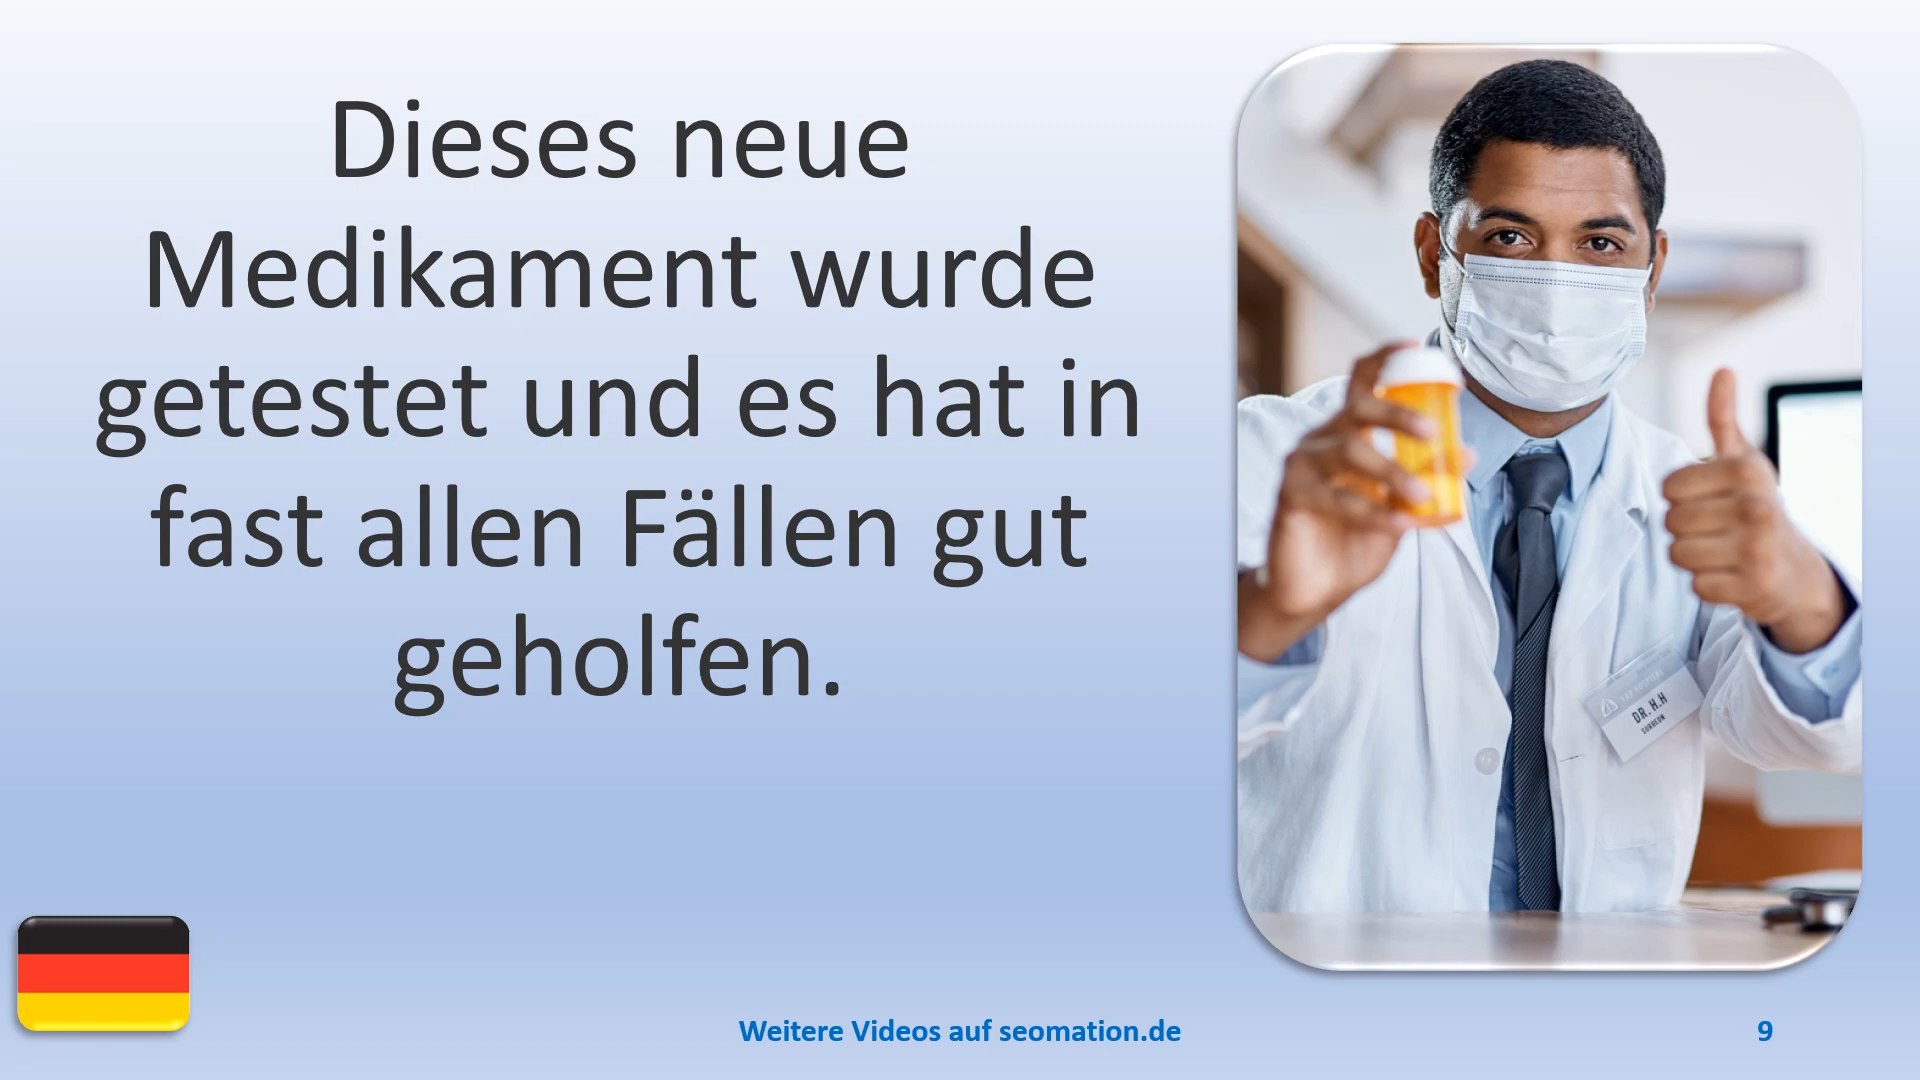 Dieses neue
Medikament wurde
getestet und es hat in
fast allen Fällen gut
geholfen.
DR. H.H
SURGEON
Weitere Videos auf seomation.de
9